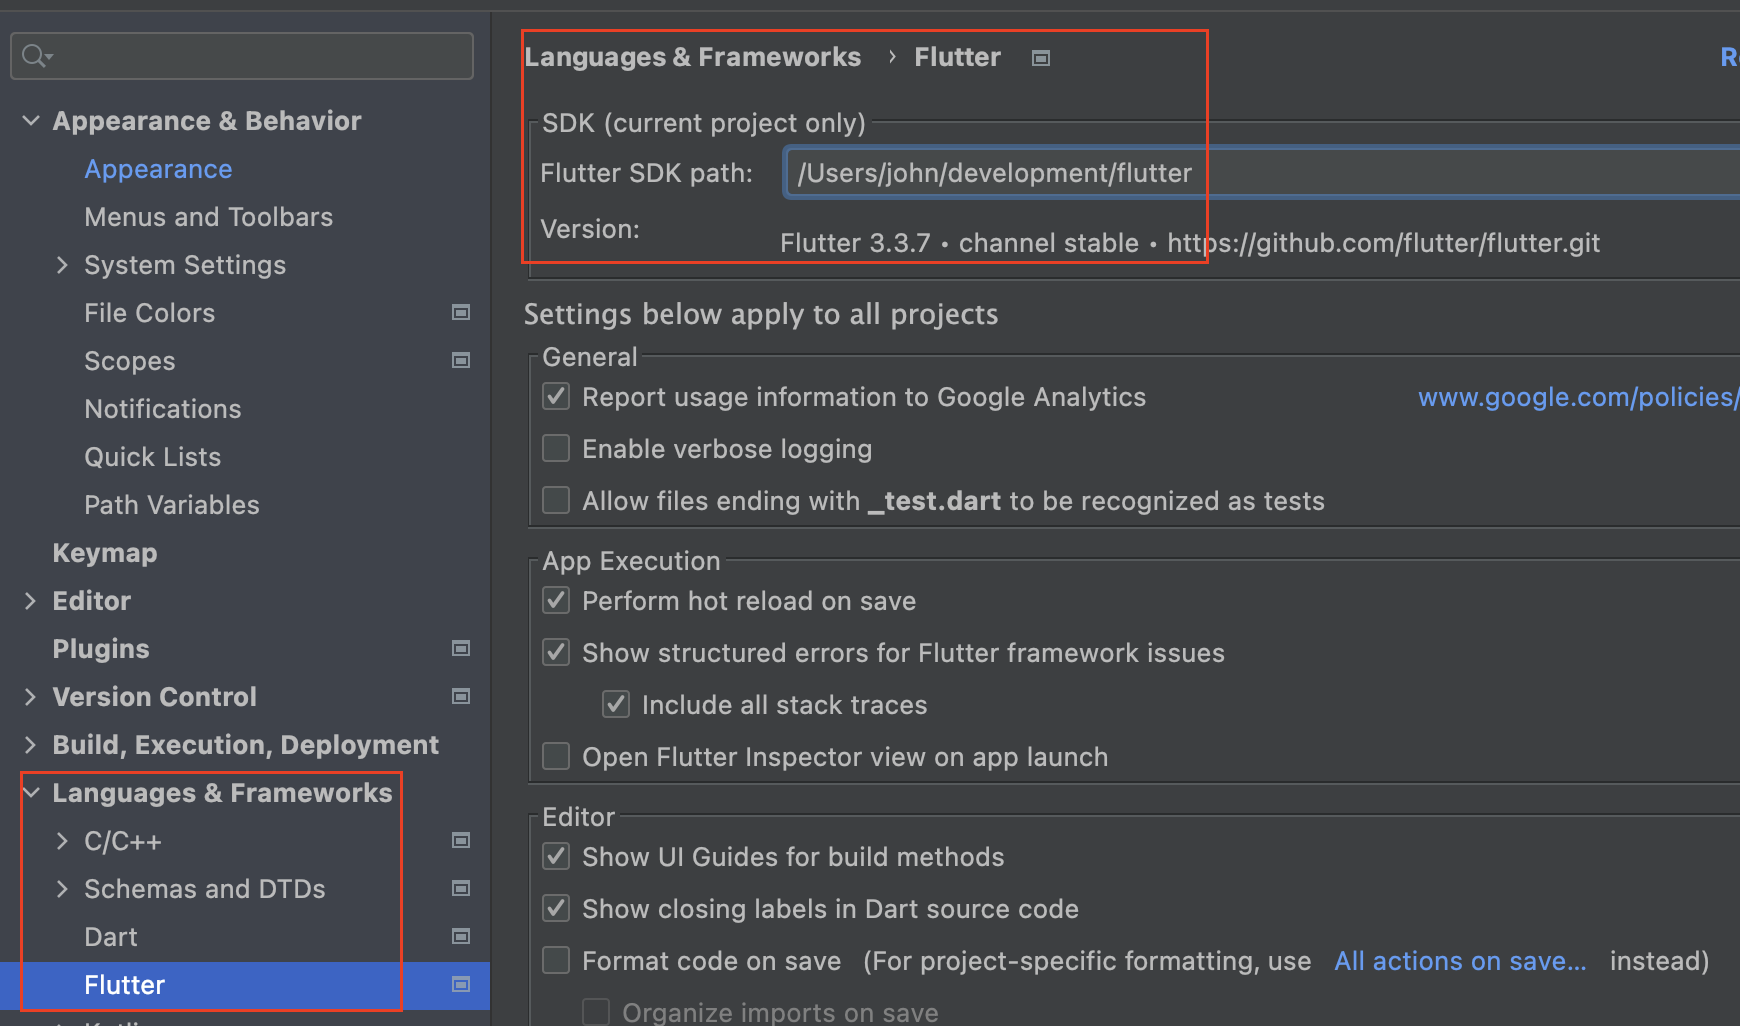 Appearance & Behavior
Appearance
Menus and Toolbars
System Settings
File Colors
Scopes
Notifications
Quick Lists
Path Variables
Keymap
Editor
Plugins
Version Control
Build, Execution, Deployment
Languages & Frameworks
C/C++
Schemas and DTDs
Dart
Flutter
Languages & Frameworks › Flutter
SDK (current project only)
Flutter SDK path: /Users/john/development/flutter
Version:
Flutter 3.3.7 • channel stable • https://github.com/flutter/flutter.git
Settings below apply to all projects
General
Report usage information to Google Analytics www.google.com/policies/
Enable verbose logging
Allow files ending with _test.dart to be recognized as tests
App Execution
Perform hot reload on save
Show structured errors for Flutter framework issues
Include all stack traces
Open Flutter Inspector view on app launch
Editor
Show UI Guides for build methods
Show closing labels in Dart source code
Format code on save (For project-specific formatting, use All actions on save... instead)
Organize imports on save